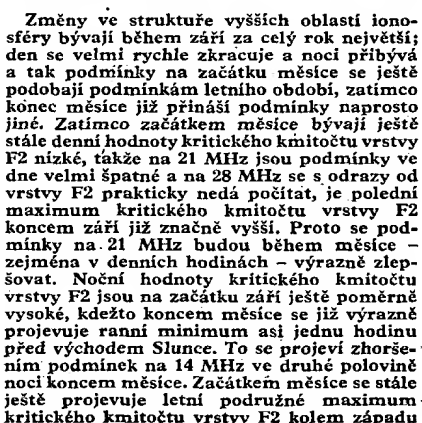 Změny ve struktuře vyšších oblastí iono-
sféry bývají během září za celý rok největší;
den se velmi rychle zkracuje a noci přibývá
a tak podmínky na začátku měsíce se ještě
podobají podmínkám letního období, zatímco
konec měsíce již přináší podmínky naprosto
jiné. Zatímco začátkem měsíce bývají ještě
stále denní hodnoty kritického kmitočtu vrstvy
F2 nízké, takže na 21 MHz jsou podmínky ve
dne velmi špatné a na 28 MHz se s odrazy od
vrstvy F2 prakticky nedá počítat, je polední
maximum kritického kmitočtu vrstvy F2
koncem září již značně vyšší. Proto se pod-
mínky na 21 MHz budou během měsíce –
zejména v denních hodinách – výrazně zlep-
šovat. Noční hodnoty kritického kmitočtu
vrstvy F2 jsou na začátku září ještě poměrně
vysoké, kdežto koncem měsíce se již výrazně
projevuje ranní minimum asi jednu hodinu
před východem Slunce. To se projeví zhorše-
ním podmínek na 14 MHz ve druhé polovině
noci koncem měsíce. Začátkem měsíce se stále
ještě projevuje letní podružné maximum
kritického kmitočtu vrstvy F2 kolem západu